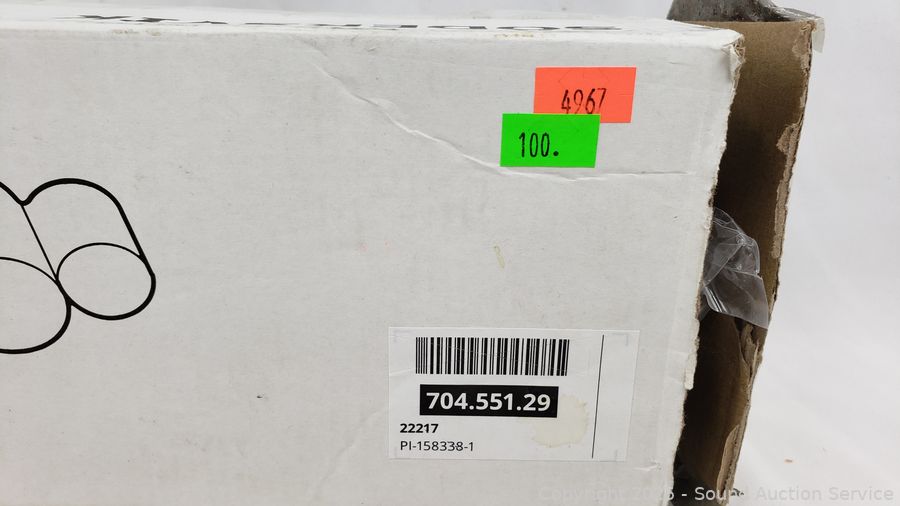 4967
100.
704.551.29
22217
PI-158338-1
Copyright 2025 - Sound Auction Service